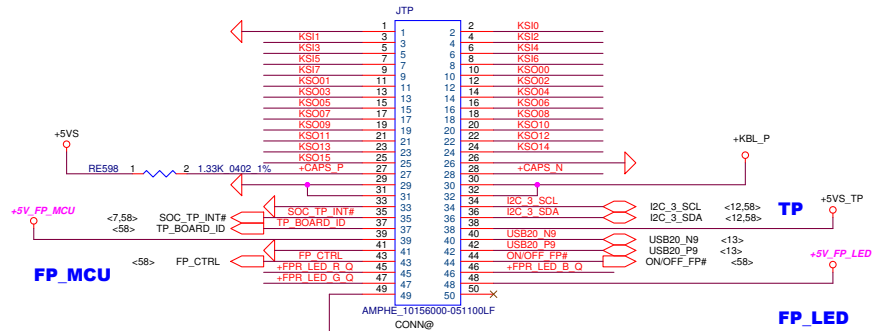 JTP
1 1 2 2 KSI0
KSI1 3 3 4 4 KSI2
KSI3 5 5 6 6 KSI4
KSI5 7 7 8 8 KSI6
KSI7 9 9 10 10 KSO00
KSO01 11 11 12 12 KSO02
KSO03 13 13 14 14 KSO04
KSO05 15 15 16 16 KSO06
KSO07 17 17 18 18 KSO08
KSO09 19 19 20 20 KSO10
KSO11 21 21 22 22 KSO12
+5VS KSO13 23 23 24 24 KSO14 +KBL_P
KSO15 25 25 26 26
RE598 1 2 1.33K_0402_1% +CAPS_P 27 27 28 28 +CAPS_N
29 29 30 30
31 31 32 32
33 33 34 34 I2C_3_SCL I2C_3_SCL <12,58> TP +5VS_TP
+5V_FP_MCU <7,58> SOC_TP_INT# SOC_TP_INT# 35 35 36 36 I2C_3_SDA I2C_3_SDA <12,58>
<58> TP_BOARD_ID TP_BOARD_ID 37 37 38 38
39 39 40 40 USB20_N9 USB20_N9 <13>
41 41 42 42 USB20_P9 USB20_P9 <13> +5V_FP_LED
FP_MCU <58> FP_CTRL FP_CTRL 43 43 44 44 ON/OFF_FP# ON/OFF_FP# <58>
+FPR_LED_R_Q 45 45 46 46 +FPR_LED_B_Q
+FPR_LED_G_Q 47 47 48 48
49 49 50 50
AMPHE_10156000-051100LF FP_LED
CONN@